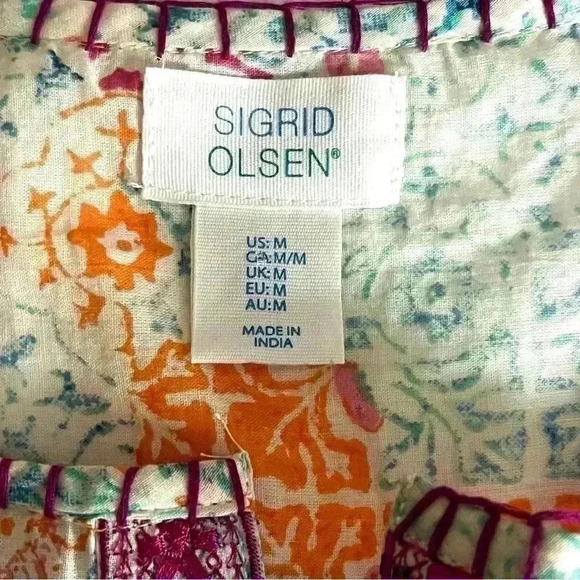 SIGRID
OLSEN®
US: M
CA: M/M
UK: M
EU: M
AU: M
MADE IN
INDIA